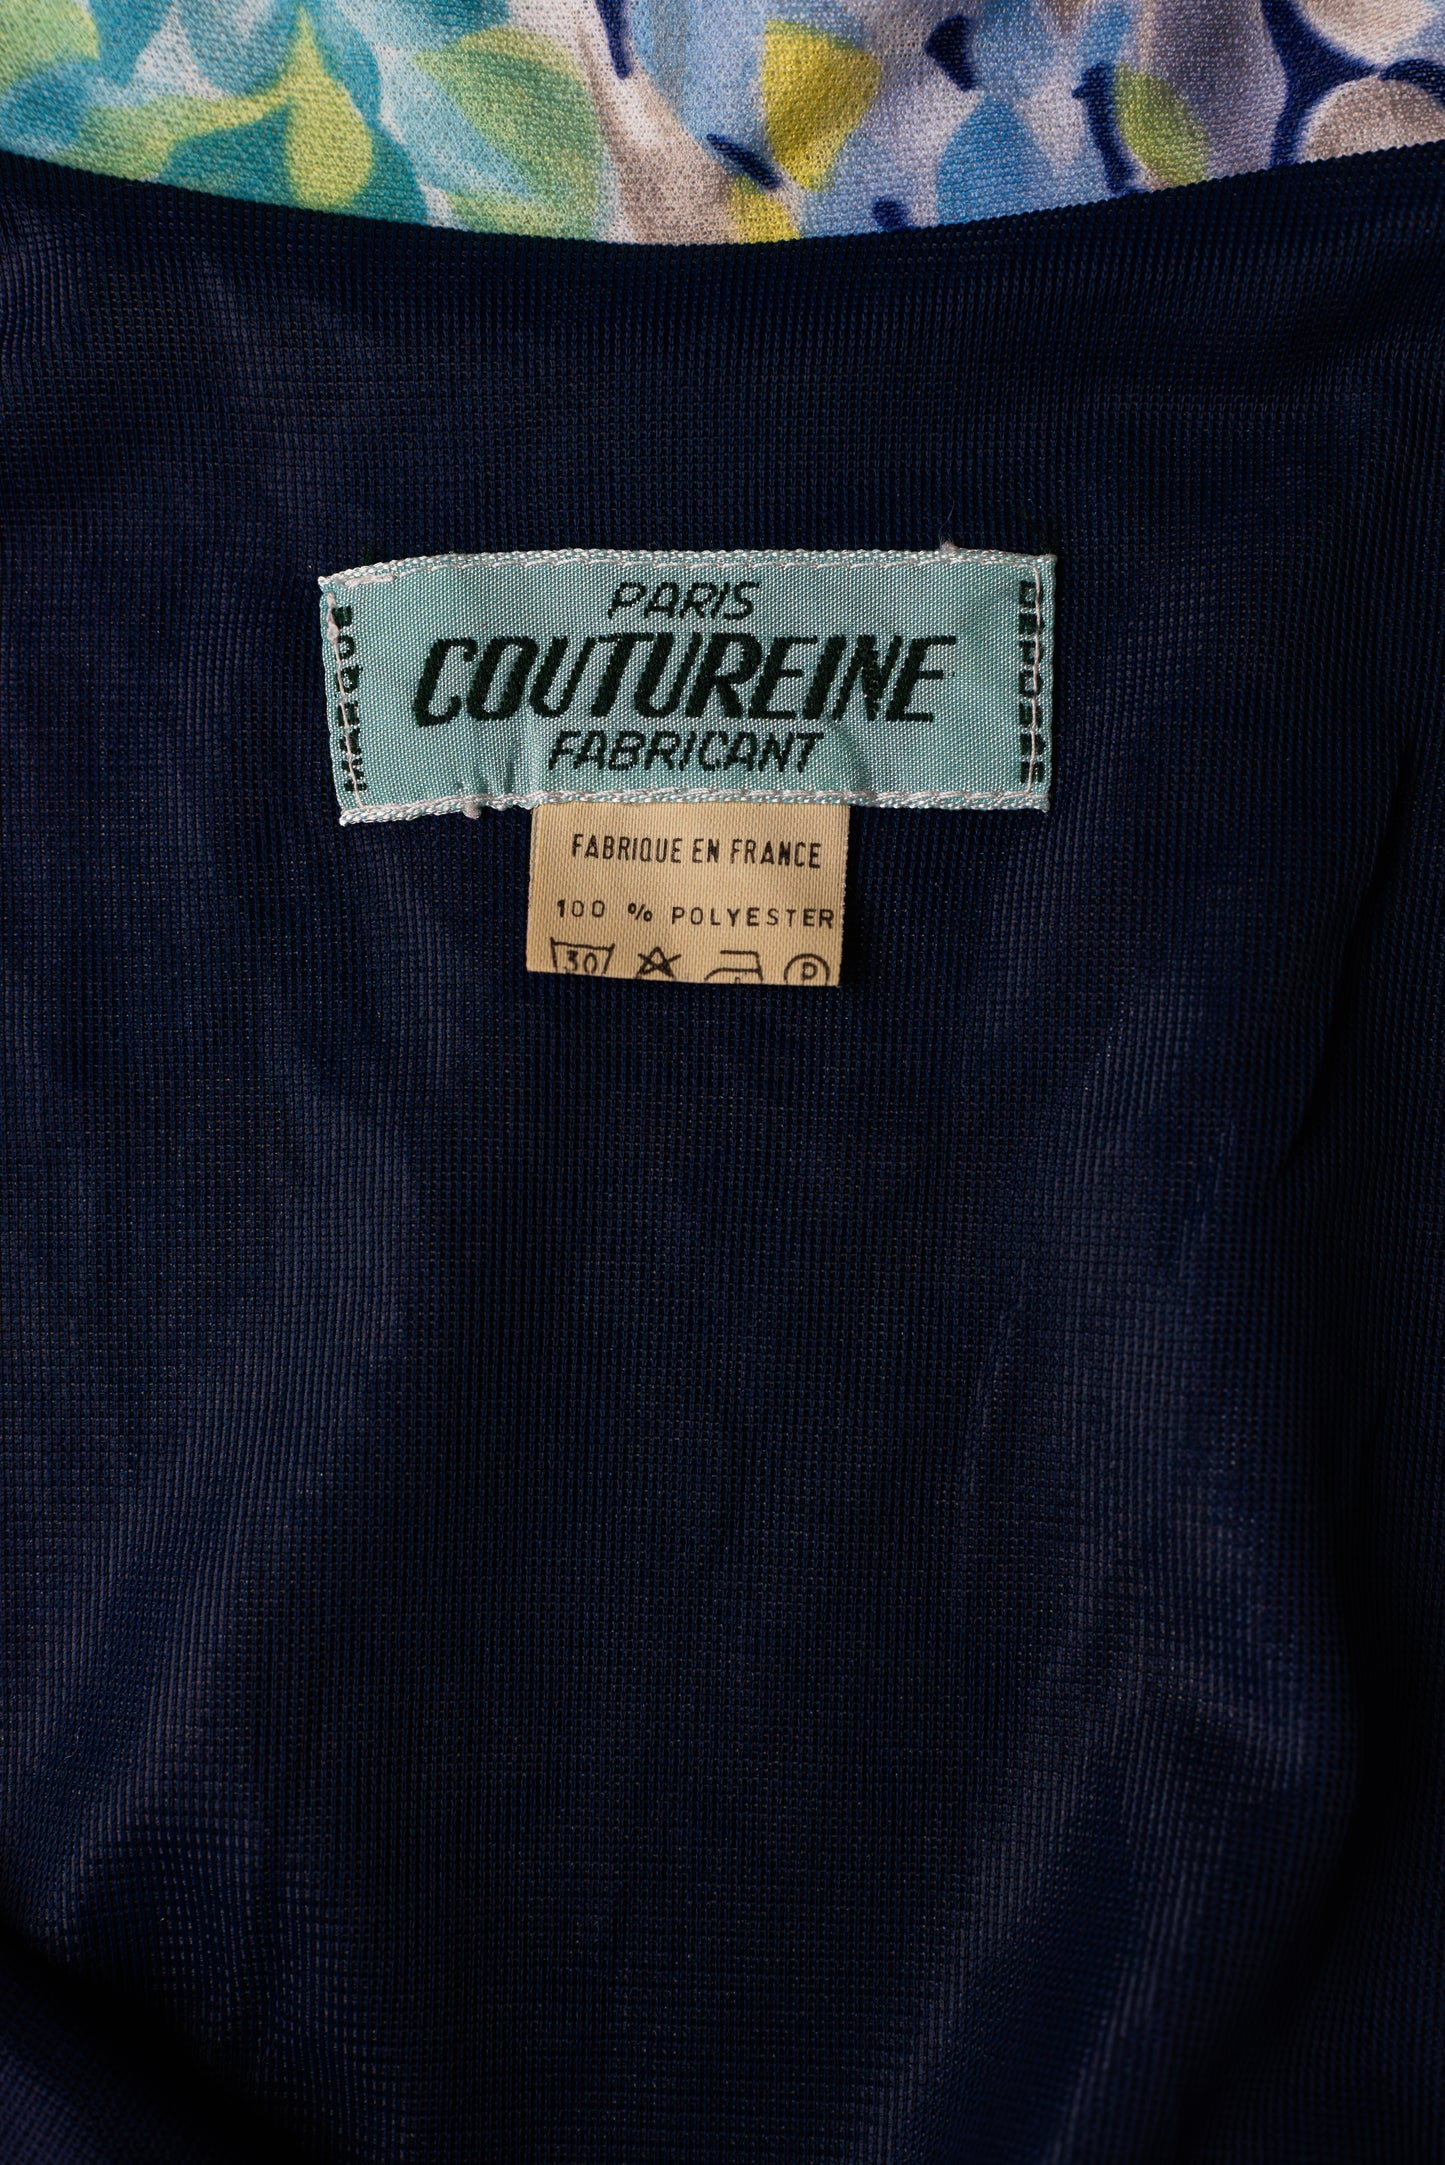 PARIS
COUTUREINE
FABRICANT
FABRIQUE EN FRANCE
100 % POLYESTER
30
P